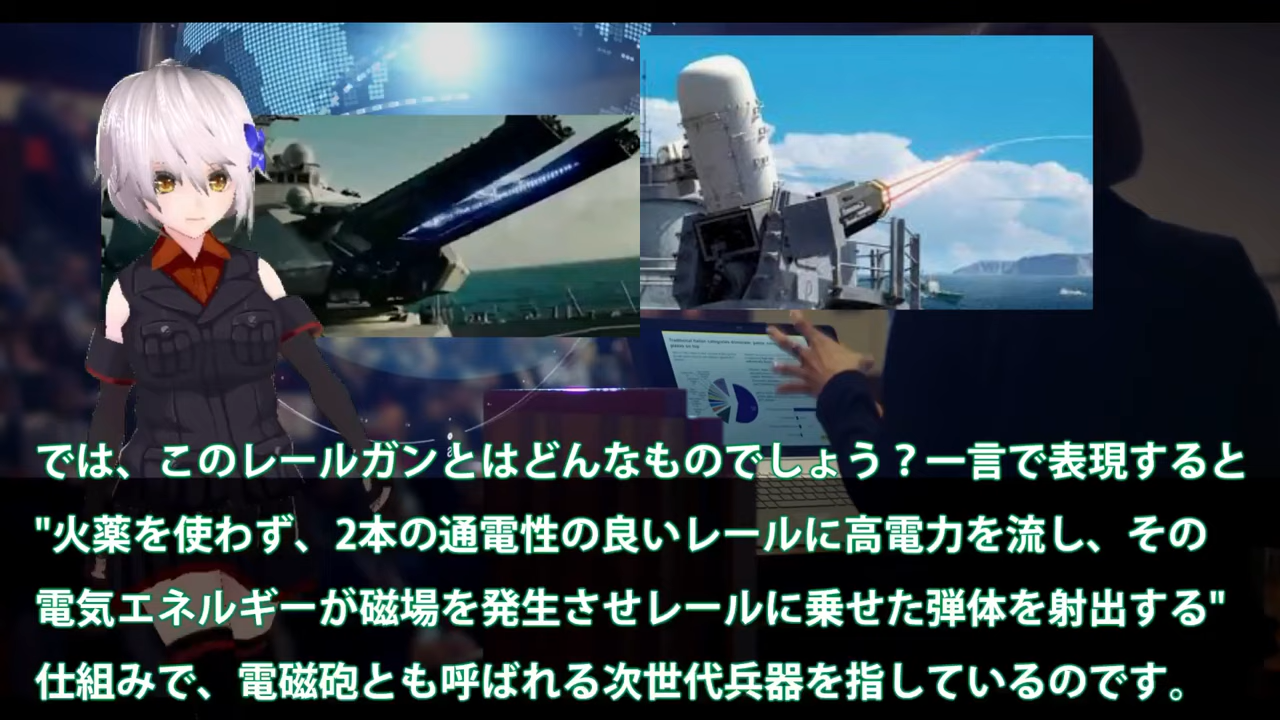 では、このレールガンとはどんなものでしょう？一言で表現すると
"火薬を使わず、2本の通電性の良いレールに高電力を流し、その
電気エネルギーが磁場を発生させレールに乗せた弾体を射出する"
仕組みで、電磁砲とも呼ばれる次世代兵器を指しているのです。